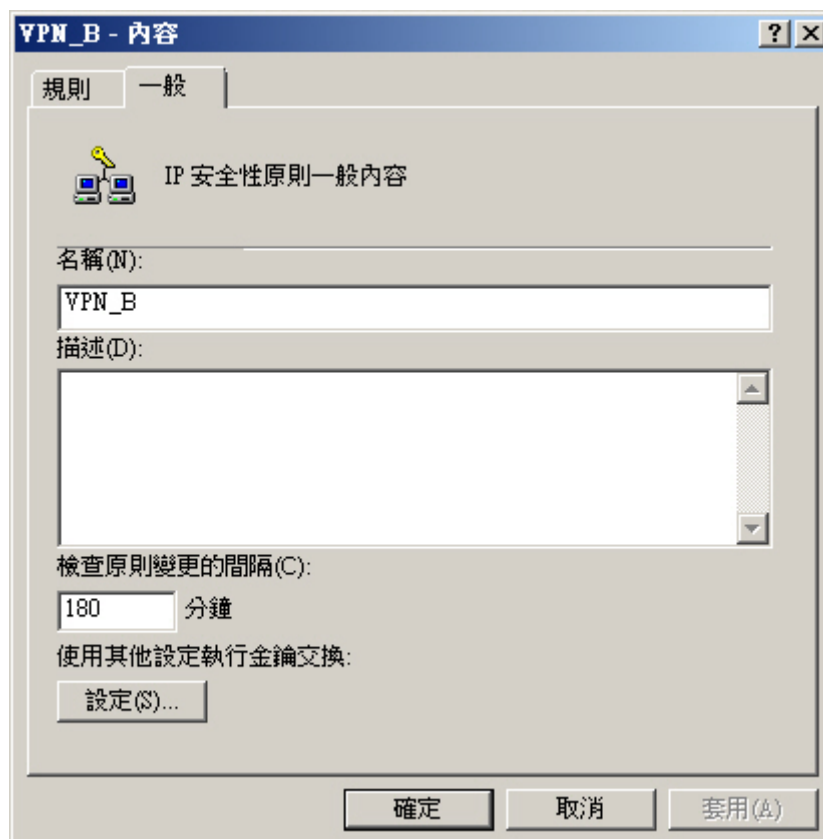 VPN_B - 內容
規則
一般
IP 安全性原則一般內容
名稱(N):
VPN_B
描述(D):
檢查原則變更的間隔(C):
180 分鐘
使用其他設定執行金鑰交換:
設定(S)...
確定 取消 套用(A)